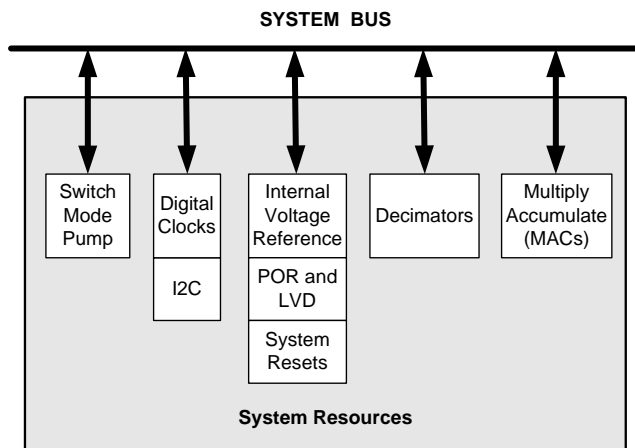 SYSTEM BUS
Switch
Mode
Pump
Digital
Clocks
I2C
Internal
Voltage
Reference
POR and
LVD
System
Resets
Decimators
Multiply
Accumulate
(MACs)
System Resources